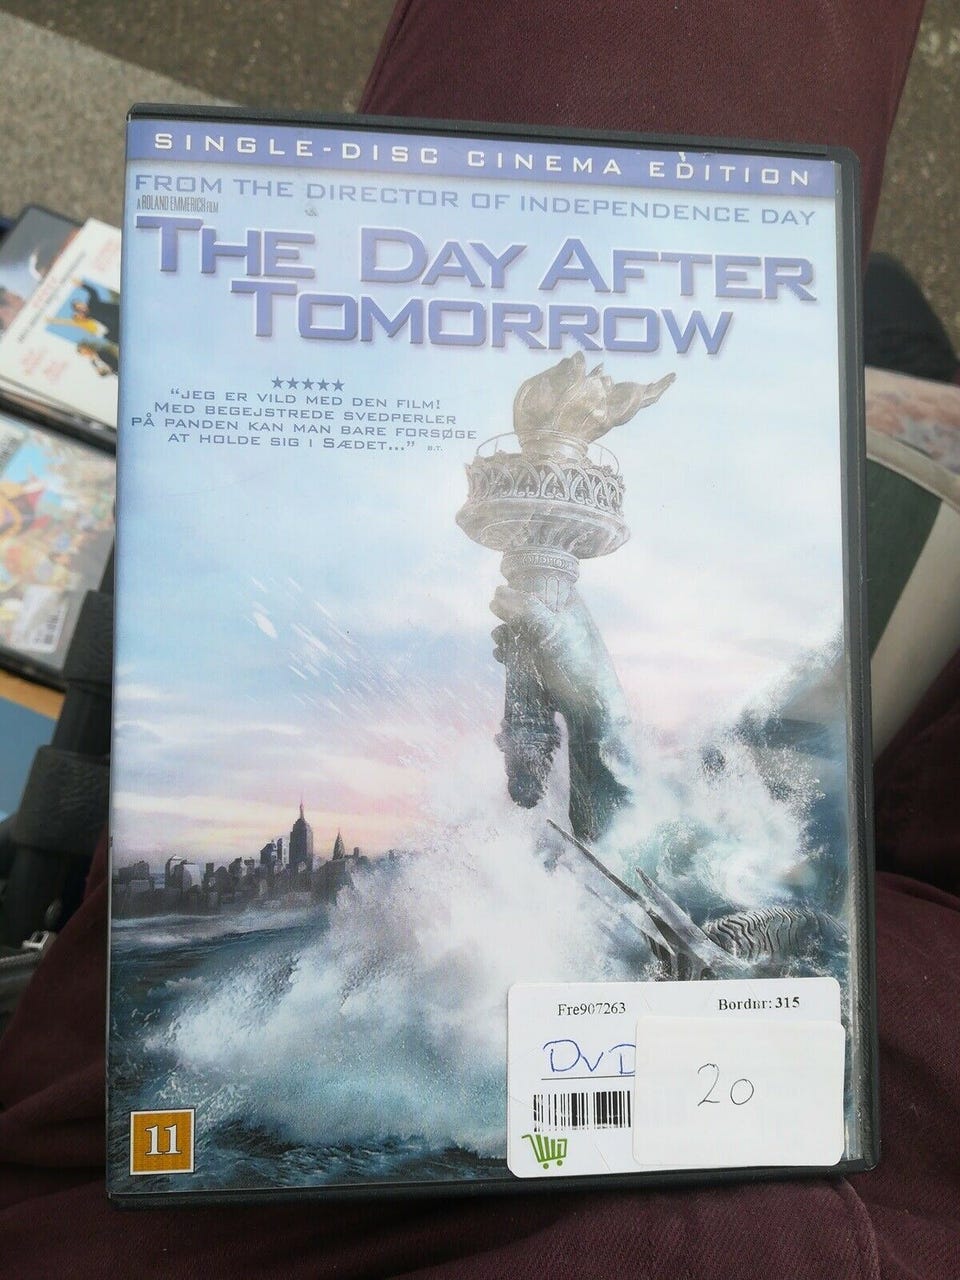 SINGLE-DISC CINEMA EDITION
FROM THE DIRECTOR OF INDEPENDENCE DAY
A ROLAND EMMERICH FILM
THE DAY AFTER
TOMORROW
★★★★★
"JEG ER VILD MED DEN FILM!
MED BEGEJSTREDE SVEDPERLER
PÅ PANDEN KAN MAN BARE FORSØGE
AT HOLDE SIG I SÆDET..." B.T.
Fre907263
Bordnr: 315
DVD
20
11